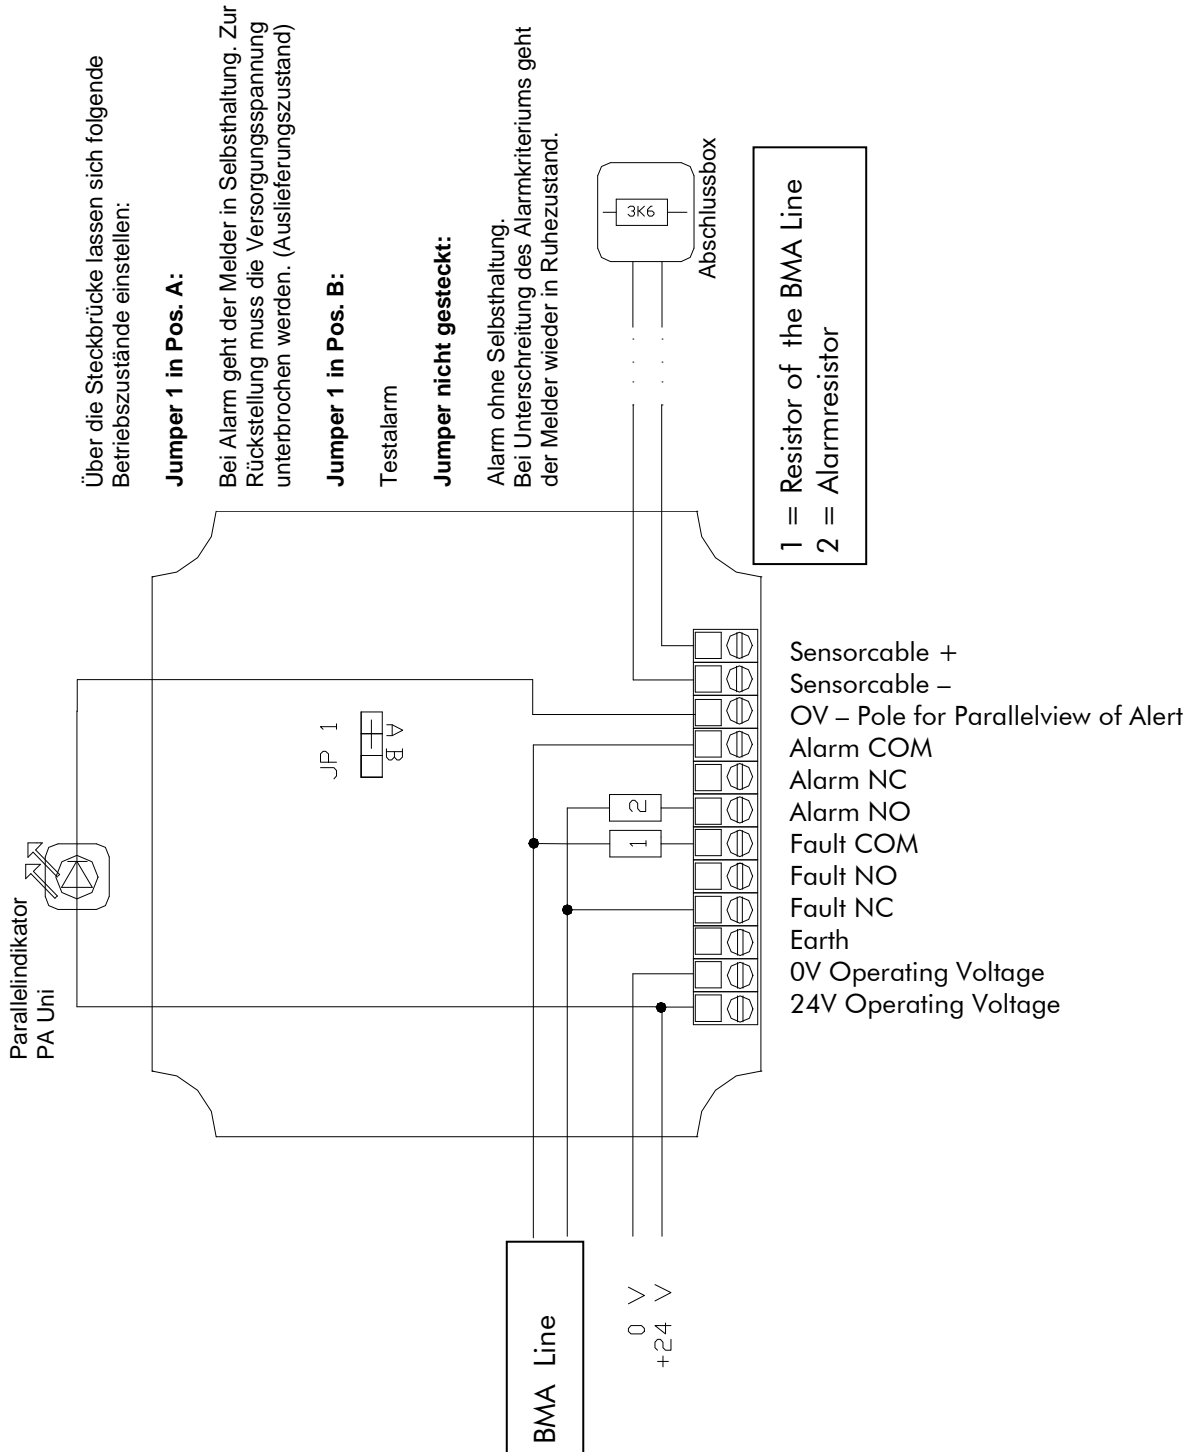 Über die Steckbrücke lassen sich folgende
Betriebszustände einstellen:
Jumper 1 in Pos. A:
Bei Alarm geht der Melder in Selbsthaltung. Zur
Rückstellung muss die Versorgungsspannung
unterbrochen werden. (Auslieferungszustand)
Jumper 1 in Pos. B:
Testalarm
Jumper nicht gesteckt:
Alarm ohne Selbsthaltung.
Bei Unterschreitung des Alarmkriteriums geht
der Melder wieder in Ruhezustand.
3K6
Abschlussbox
1 = Resistor of the BMA Line
2 = Alarmresistor
Parallelindikator
PA Uni
JP 1
A
B
2
1
Sensorcable +
Sensorcable –
OV – Pole for Parallelview of Alert
Alarm COM
Alarm NC
Alarm NO
Fault COM
Fault NO
Fault NC
Earth
0V Operating Voltage
24V Operating Voltage
BMA Line
0 V
+24 V